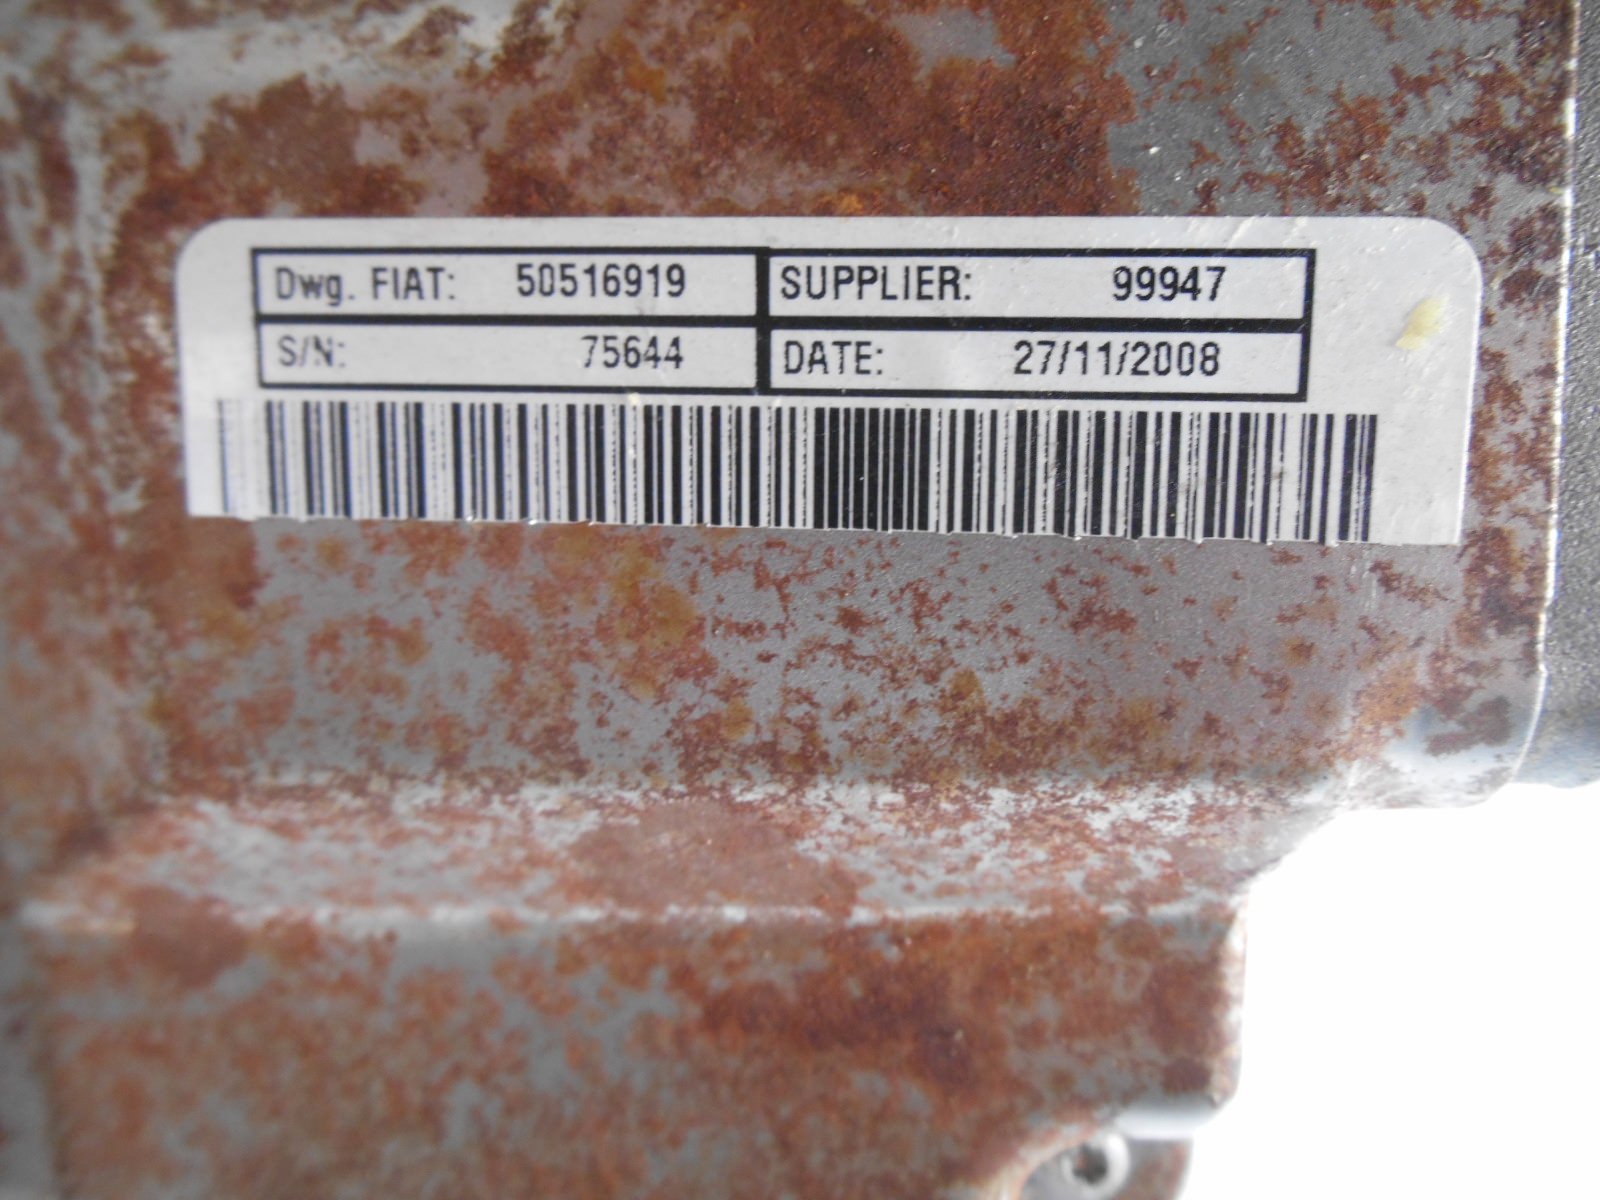 Dwg. FIAT: 50516919 SUPPLIER: 99947
S/N: 75644 DATE: 27/11/2008